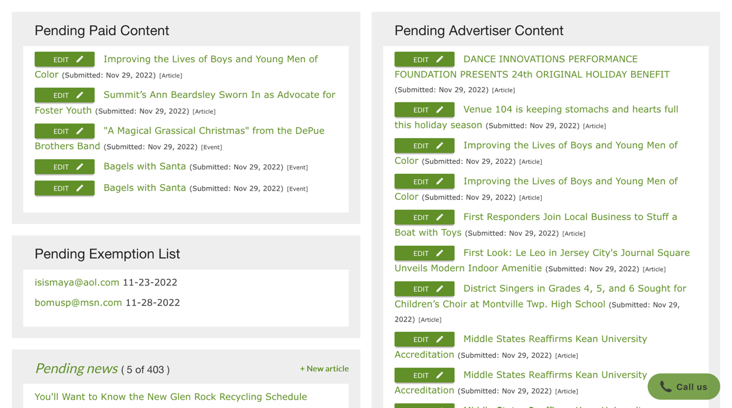 Pending Paid Content
EDIT Improving the Lives of Boys and Young Men of
Color (Submitted: Nov 29, 2022) [Article]
EDIT Summit's Ann Beardsley Sworn In as Advocate for
Foster Youth (Submitted: Nov 29, 2022) [Article]
EDIT "A Magical Grassical Christmas" from the DePue
Brothers Band (Submitted: Nov 29, 2022) [Event]
EDIT Bagels with Santa (Submitted: Nov 29, 2022) [Event]
EDIT Bagels with Santa (Submitted: Nov 29, 2022) [Event]
Pending Exemption List
isismaya@aol.com 11-23-2022
bomusp@msn.com 11-28-2022
Pending news ( 5 of 403 )
+ New article
You'll Want to Know the New Glen Rock Recycling Schedule
Pending Advertiser Content
EDIT DANCE INNOVATIONS PERFORMANCE
FOUNDATION PRESENTS 24th ORIGINAL HOLIDAY BENEFIT
(Submitted: Nov 29, 2022) [Article]
EDIT Venue 104 is keeping stomachs and hearts full
this holiday season (Submitted: Nov 29, 2022) [Article]
EDIT Improving the Lives of Boys and Young Men of
Color (Submitted: Nov 29, 2022) [Article]
EDIT Improving the Lives of Boys and Young Men of
Color (Submitted: Nov 29, 2022) [Article]
EDIT First Responders Join Local Business to Stuff a
Boat with Toys (Submitted: Nov 29, 2022) [Article]
EDIT First Look: Le Leo in Jersey City's Journal Square
Unveils Modern Indoor Amenitie (Submitted: Nov 29, 2022) [Article]
EDIT District Singers in Grades 4, 5, and 6 Sought for
Children's Choir at Montville Twp. High School (Submitted: Nov 29,
2022) [Article]
EDIT Middle States Reaffirms Kean University
Accreditation (Submitted: Nov 29, 2022) [Article]
EDIT Middle States Reaffirms Kean University
Accreditation (Submitted: Nov 29, 2022) [Article]
Call us